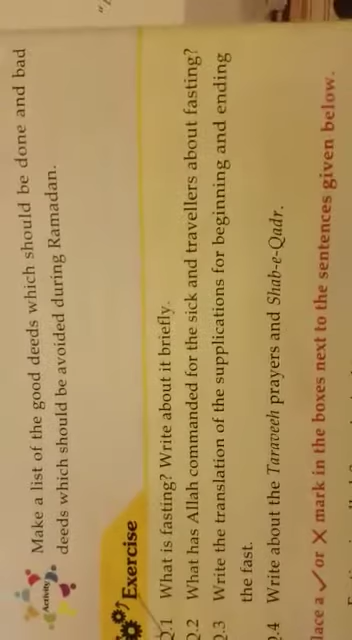 Activity
Make a list of the good deeds which should be done and bad
deeds which should be avoided during Ramadan.
Exercise
Q.1 What is fasting? Write about it briefly.
Q.2 What has Allah commanded for the sick and travellers about fasting?
Q.3 Write the translation of the supplications for beginning and ending
the fast.
Q.4 Write about the Taraveeh prayers and Shab-e-Qadr.
lace a ✓ or X mark in the boxes next to the sentences given below.